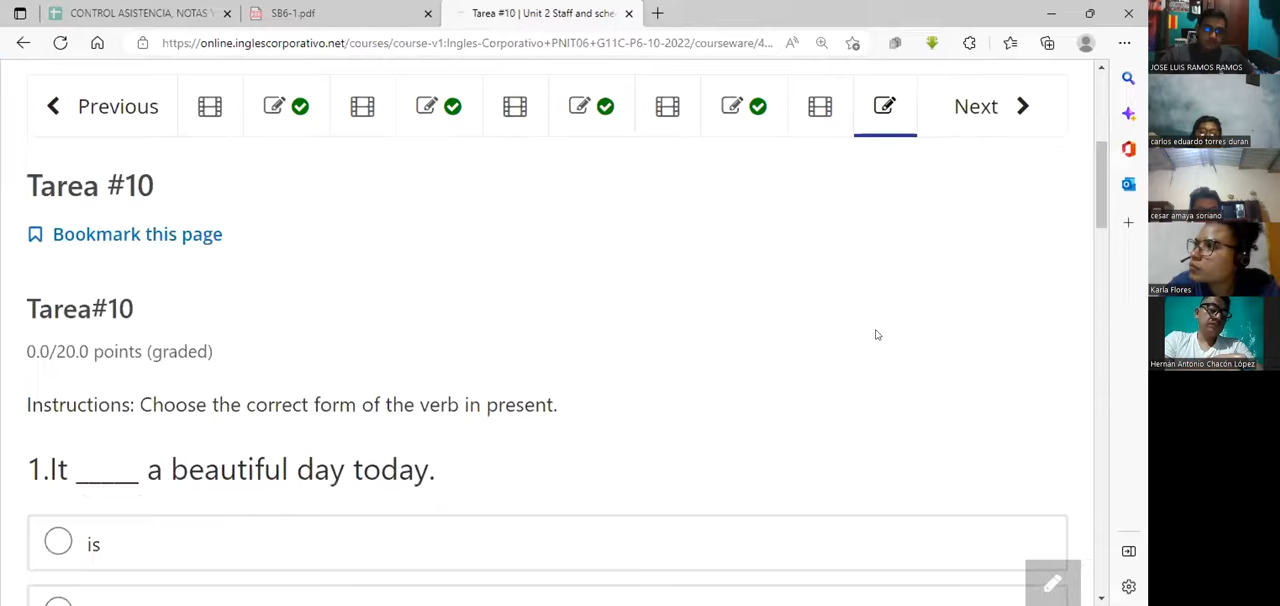 CONTROL ASISTENCIA, NOTAS Y
SB6-1.pdf
Tarea #10 | Unit 2 Staff and sche
https://online.inglescorporativo.net/courses/course-v1:Ingles-Corporativo+PNIT06+G11C-P6-10-2022/courseware/4...
Previous
Next
Tarea #10
Bookmark this page
Tarea#10
0.0/20.0 points (graded)
Instructions: Choose the correct form of the verb in present.
1.It _____ a beautiful day today.
is
JOSE LUIS RAMOS RAMOS
carlos eduardo torres duran
cesar amaya soriano
Karla Flores
Hernán Antonio Chacón López